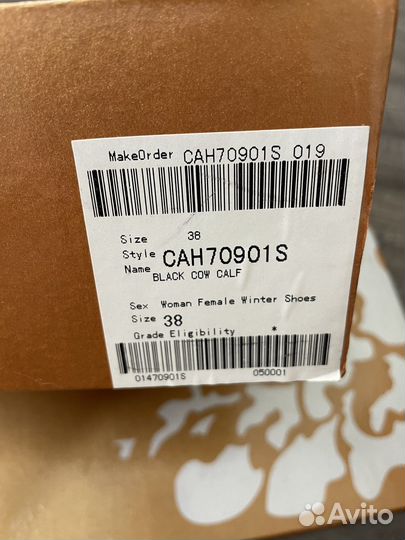 MakeOrder CAH70901S 019
Size 38
Style CAH70901S
Name BLACK COW CALF
Sex Woman Female Winter Shoes
Size 38
Grade Eligibility *
01470901S 050001
Avito